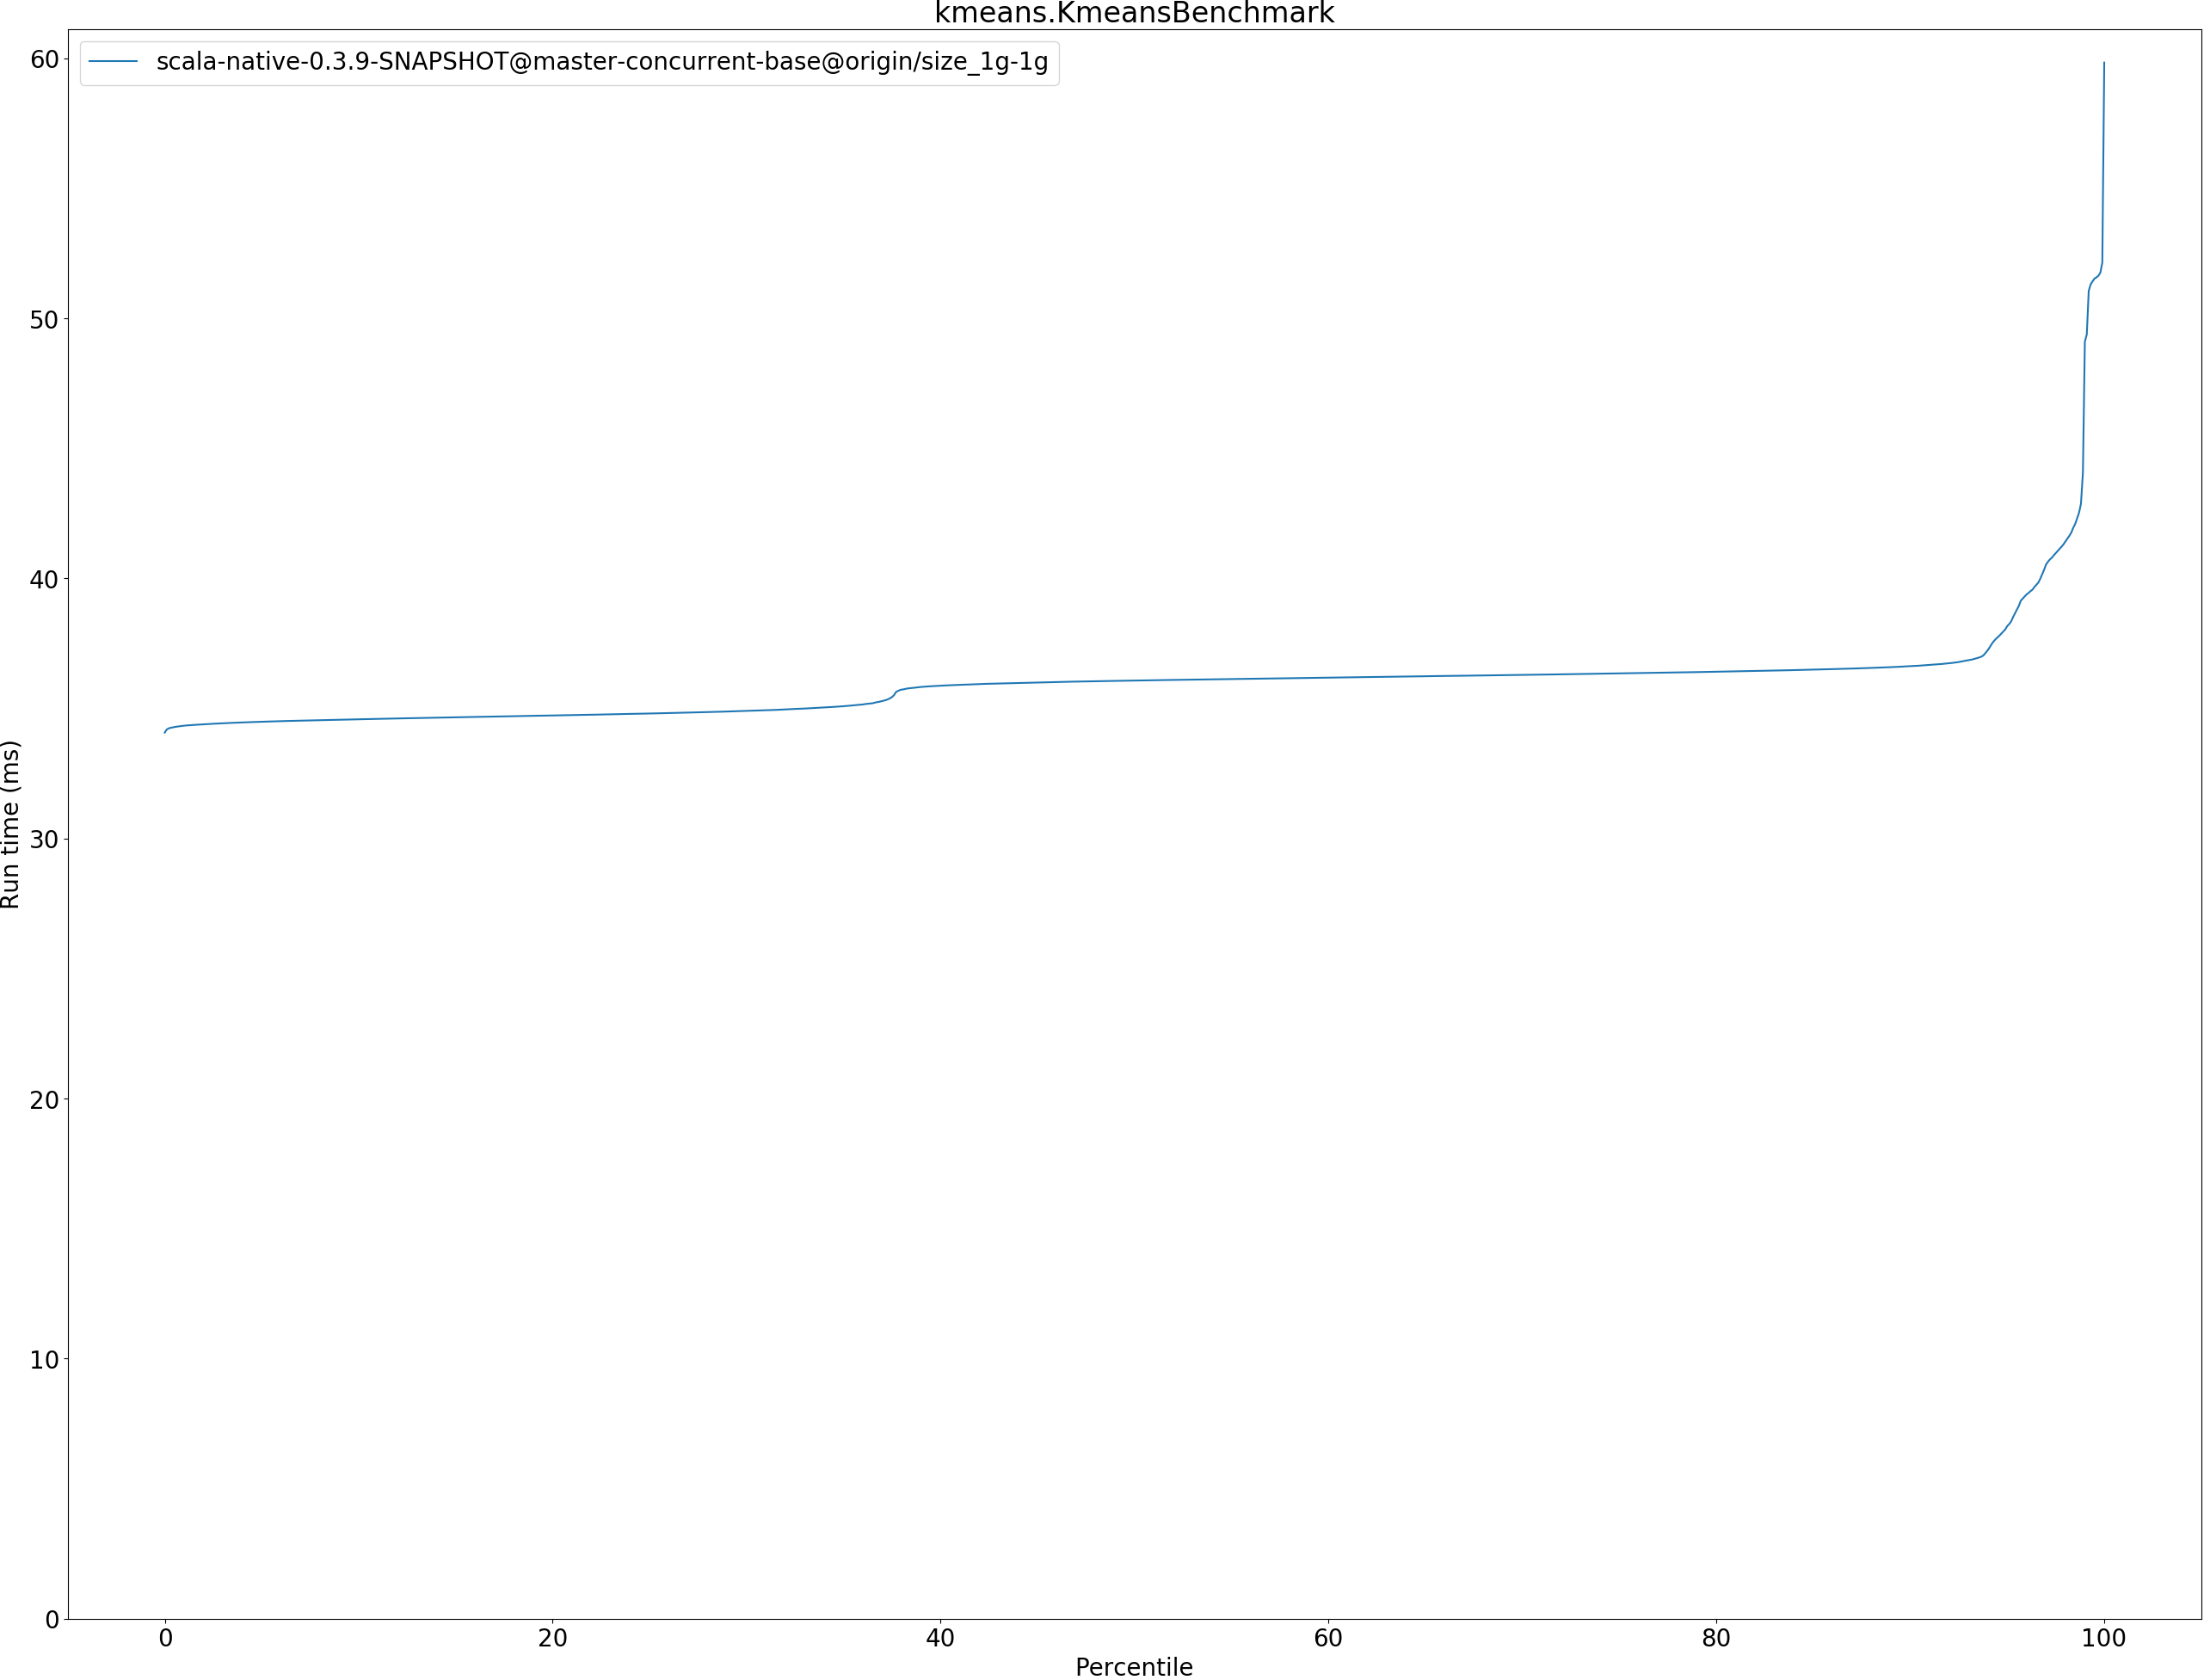 kmeans.KmeansBenchmark
scala-native-0.3.9-SNAPSHOT@master-concurrent-base@origin/size_1g-1g
60
50
40
30
20
10
0
Run time (ms)
0 20 40 60 80 100
Percentile